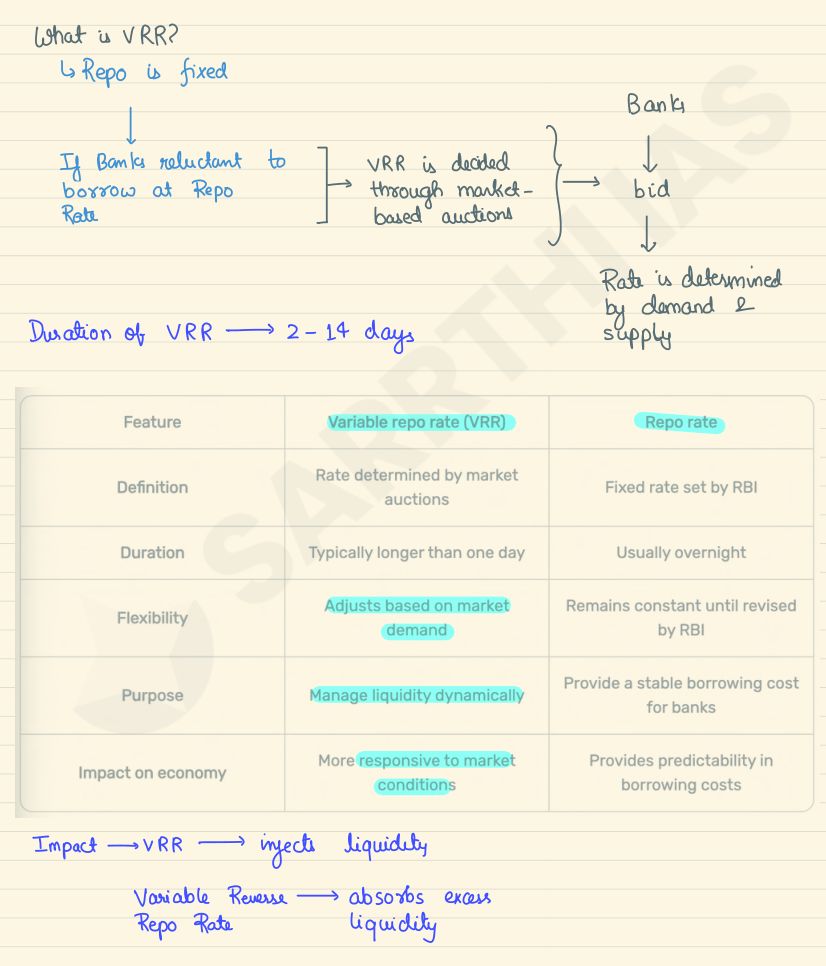 What is VRR?
↳ Repo is fixed
If Banks reluctant to
borrow at Repo
Rate
VRR is decided
through market-
based auctions
Banks
bid
Rate is determined
by demand &
supply
Duration of VRR → 2 - 14 days
Feature
Variable repo rate (VRR)
Repo rate
Definition
Rate determined by market
auctions
Fixed rate set by RBI
Duration
Typically longer than one day
Usually overnight
Flexibility
Adjusts based on market
demand
Remains constant until revised
by RBI
Purpose
Manage liquidity dynamically
Provide a stable borrowing cost
for banks
Impact on economy
More responsive to market
conditions
Provides predictability in
borrowing costs
Impact → VRR → injects liquidity
Variable Reverse → absorbs excess
Repo Rate liquidity
SARRTHI IAS